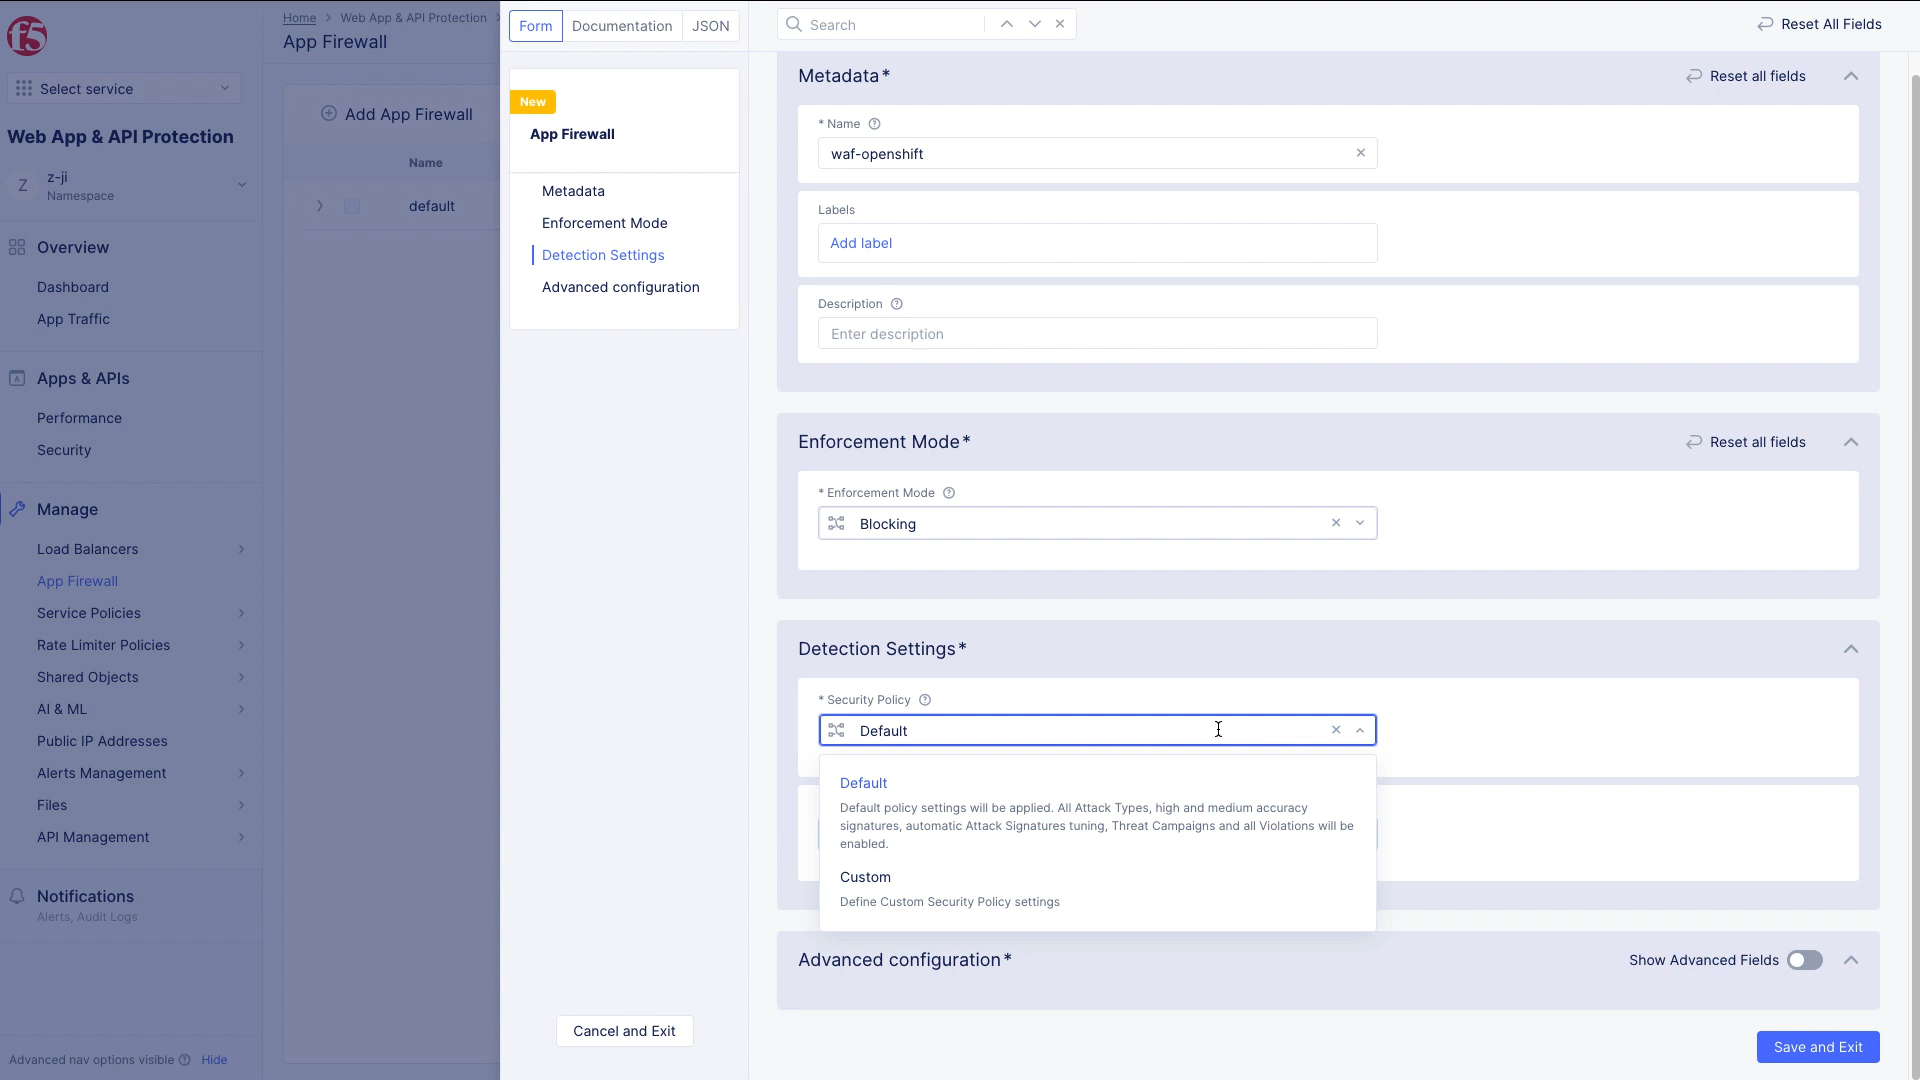 f5
Select service
Web App & API Protection
Z
z-ji
Namespace
Overview
Dashboard
App Traffic
Apps & APIs
Performance
Security
Manage
Load Balancers
App Firewall
Service Policies
Rate Limiter Policies
Shared Objects
AI & ML
Public IP Addresses
Alerts Management
Files
API Management
Notifications
Alerts, Audit Logs
Advanced nav options visible Hide
Home > Web App & API Protection >
App Firewall
Add App Firewall
Name
default
Form Documentation JSON
New
App Firewall
Metadata
Enforcement Mode
Detection Settings
Advanced configuration
Cancel and Exit
Search
Reset All Fields
Metadata*
Reset all fields
* Name
waf-openshift
Labels
Add label
Description
Enter description
Enforcement Mode*
Reset all fields
* Enforcement Mode
Blocking
Detection Settings*
* Security Policy
Default
Default
Default policy settings will be applied. All Attack Types, high and medium accuracy
signatures, automatic Attack Signatures tuning, Threat Campaigns and all Violations will be
enabled.
Custom
Define Custom Security Policy settings
Advanced configuration*
Show Advanced Fields
Save and Exit